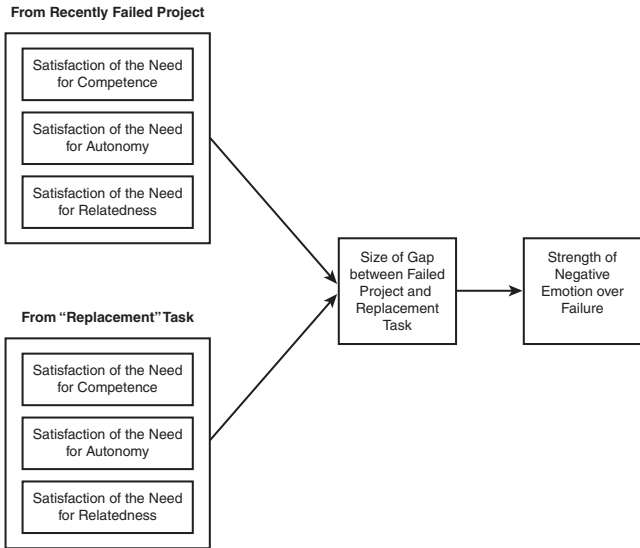 From Recently Failed Project
Satisfaction of the Need
for Competence
Satisfaction of the Need
for Autonomy
Satisfaction of the Need
for Relatedness
Size of Gap
between Failed
Project and
Replacement
Task
Strength of
Negative
Emotion over
Failure
From “Replacement” Task
Satisfaction of the Need
for Competence
Satisfaction of the Need
for Autonomy
Satisfaction of the Need
for Relatedness